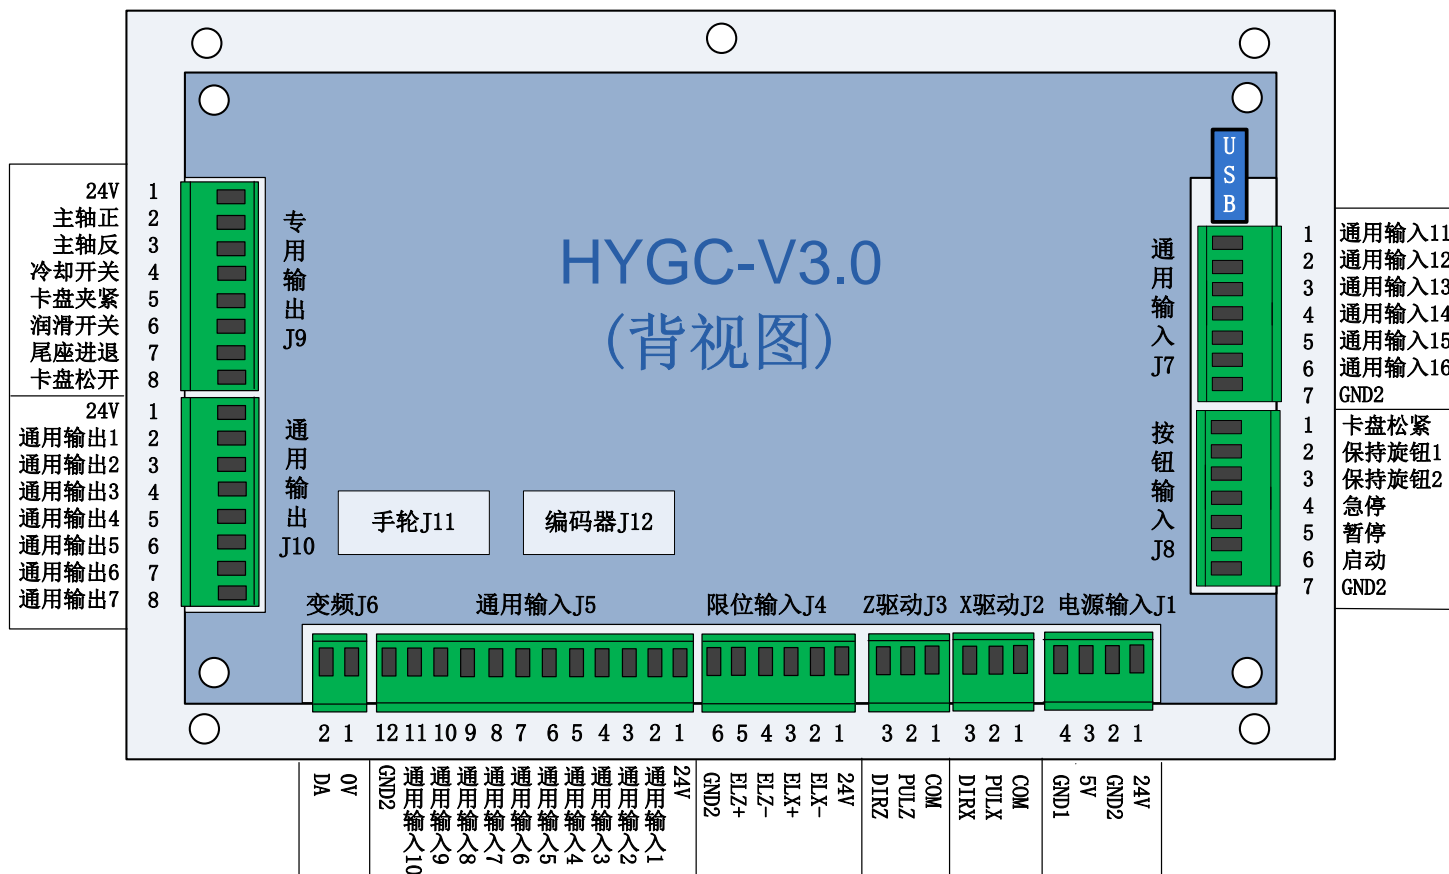 HYGC-V3.0
(背视图)
USB
24V 1
主轴正 2
主轴反 3
冷却开关 4
卡盘夹紧 5
润滑开关 6
尾座进退 7
卡盘松开 8
专用输出J9
24V 1
通用输出1 2
通用输出2 3
通用输出3 4
通用输出4 5
通用输出5 6
通用输出6 7
通用输出7 8
通用输出J10
手轮J11
编码器J12
通用输入J7
1 通用输入11
2 通用输入12
3 通用输入13
4 通用输入14
5 通用输入15
6 通用输入16
7 GND2
按钮输入J8
1 卡盘松紧
2 保持旋钮1
3 保持旋钮2
4 急停
5 暂停
6 启动
7 GND2
变频J6 通用输入J5 限位输入J4 Z驱动J3 X驱动J2 电源输入J1
2 1 12 11 10 9 8 7 6 5 4 3 2 1 6 5 4 3 2 1 3 2 1 3 2 1 4 3 2 1
DA
0V
GND2
通用输入10
通用输入9
通用输入8
通用输入7
通用输入6
通用输入5
通用输入4
通用输入3
通用输入2
通用输入1
24V
GND2
ELZ+
ELZ-
ELX+
ELX-
24V
DIRZ
PULZ
COM
DIRX
PULX
COM
GND1
5V
GND2
24V